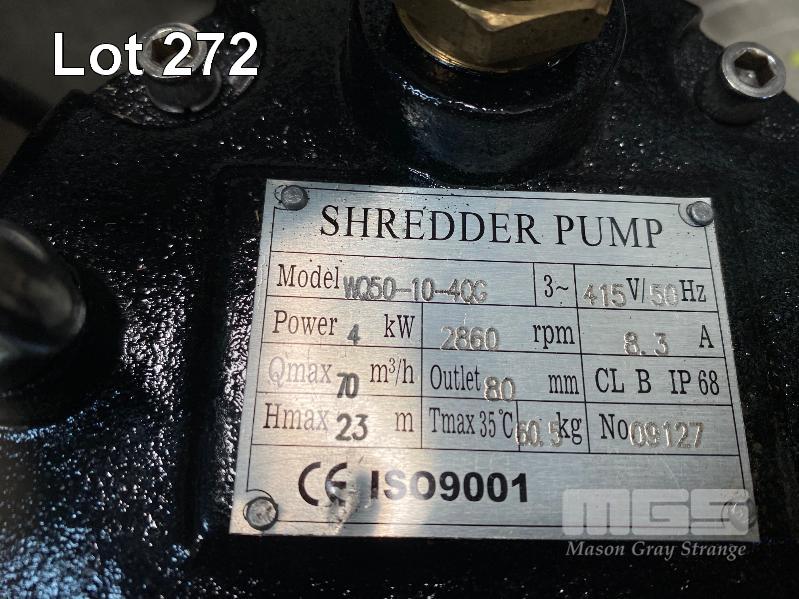 Lot 272
SHREDDER PUMP
Model WQ50-10-4QG 3~ 415V/50Hz
Power 4 kW 2860 rpm 8.3 A
Qmax 70 m³/h Outlet 80 mm CL B IP 68
Hmax 23 m Tmax 35℃ 60.5kg No 09127
CE ISO9001
MGS
Mason Gray Strange